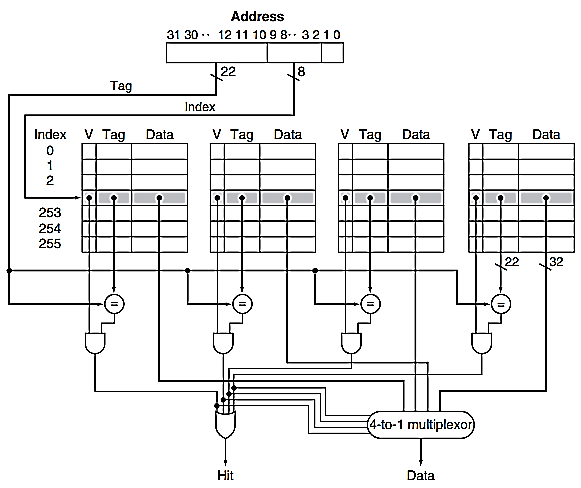 Address
31 30 ·· 12 11 10 9 8 ·· 3 2 1 0
22
8
Tag
Index
Index V Tag Data V Tag Data V Tag Data V Tag Data
0
1
2
253
254
255
22 32
= = = =
4-to-1 multiplexor
Hit Data